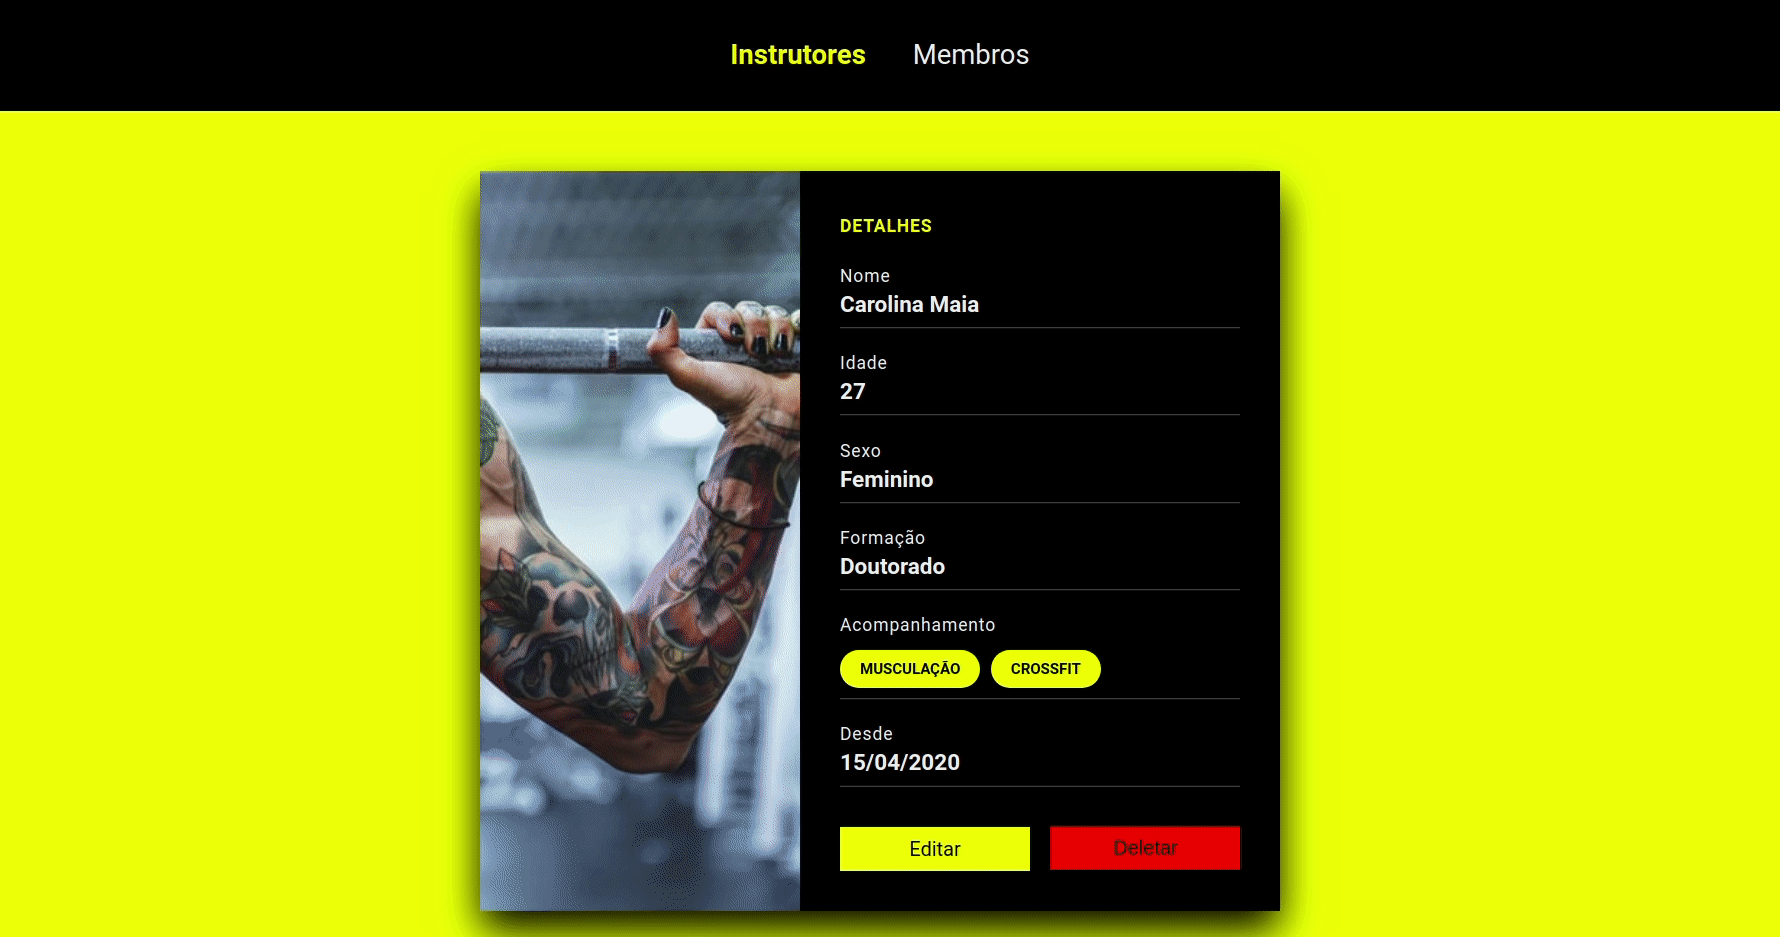 Instrutores Membros
DETALHES
Nome
Carolina Maia
Idade
27
Sexo
Feminino
Formação
Doutorado
Acompanhamento
MUSCULAÇÃO CROSSFIT
Desde
15/04/2020
Editar Deletar